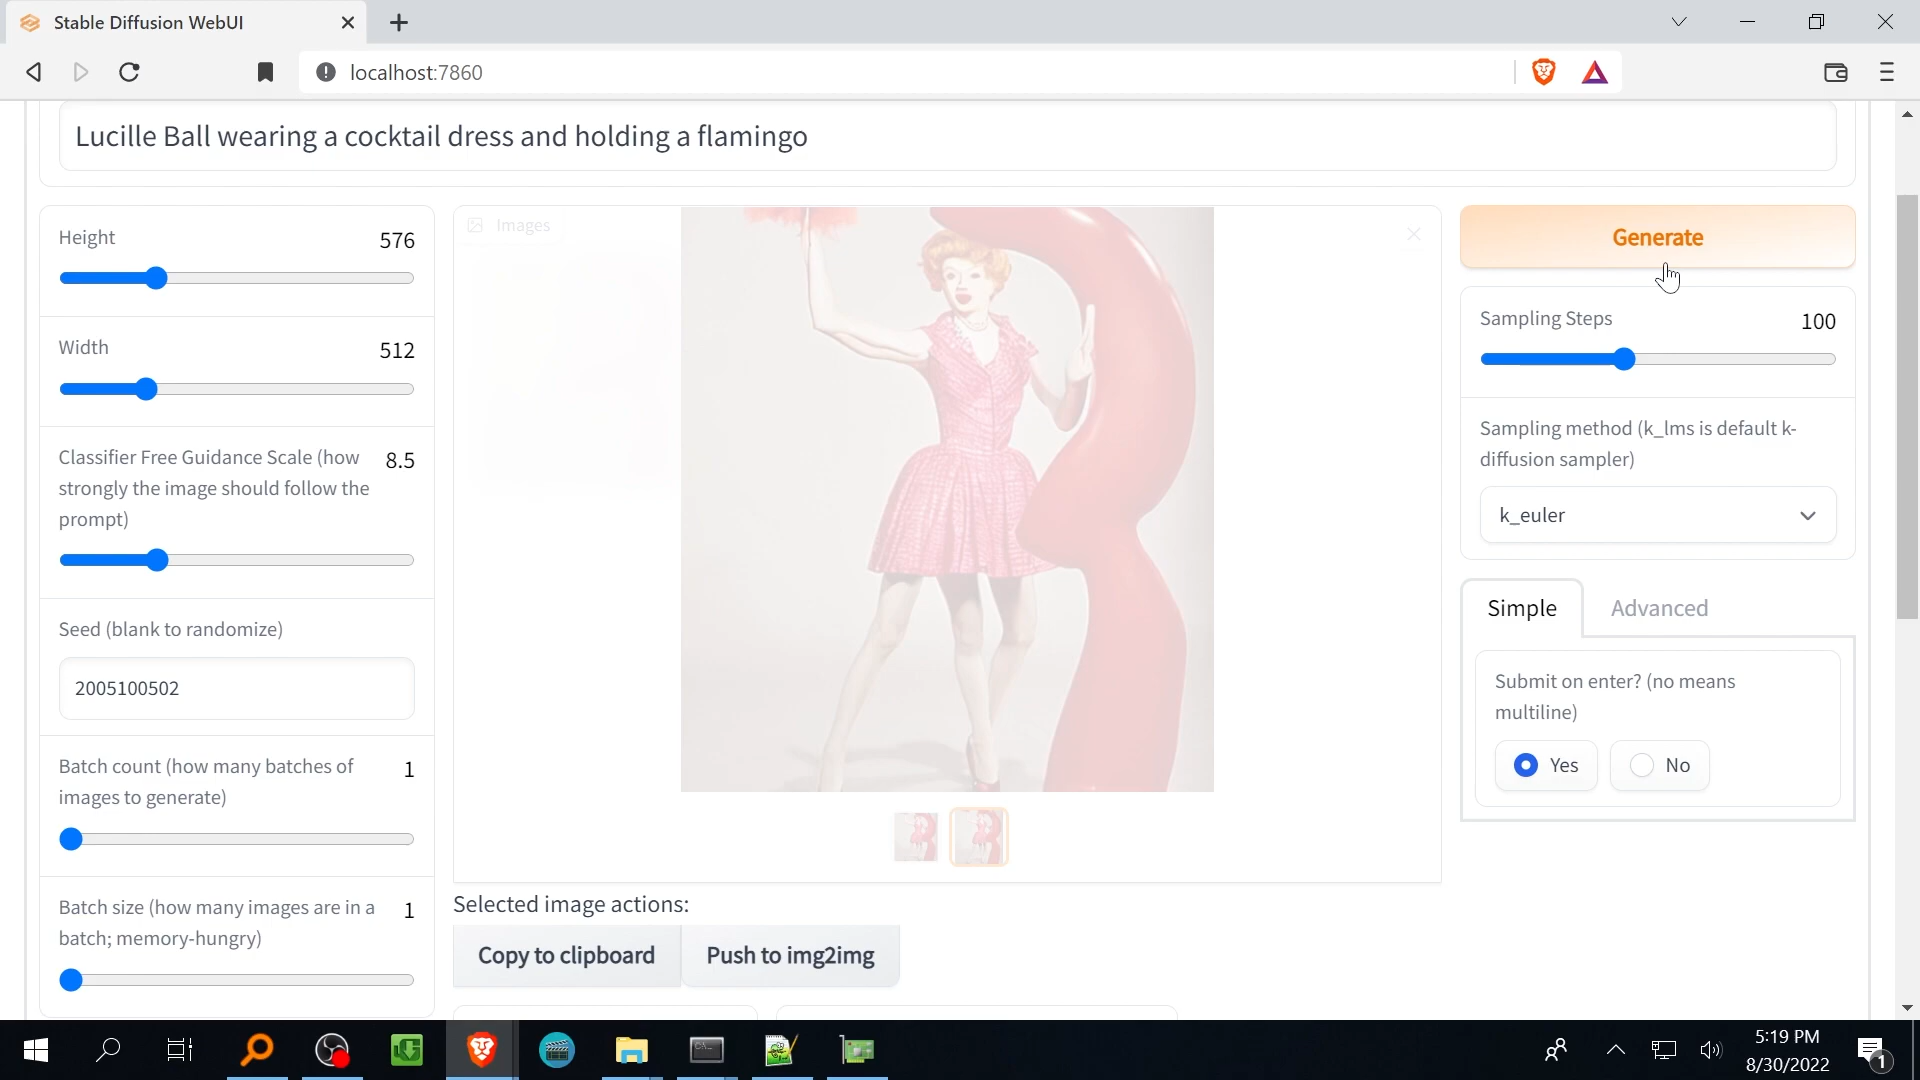 Stable Diffusion WebUI
localhost:7860
Lucille Ball wearing a cocktail dress and holding a flamingo
Height
576
Width
512
Classifier Free Guidance Scale (how
strongly the image should follow the
prompt)
8.5
Seed (blank to randomize)
2005100502
Batch count (how many batches of
images to generate)
1
Batch size (how many images are in a
batch; memory-hungry)
1
Images
Selected image actions:
Copy to clipboard
Push to img2img
Generate
Sampling Steps
100
Sampling method (k_lms is default k-
diffusion sampler)
k_euler
Simple
Advanced
Submit on enter? (no means
multiline)
Yes
No
5:19 PM
8/30/2022
1